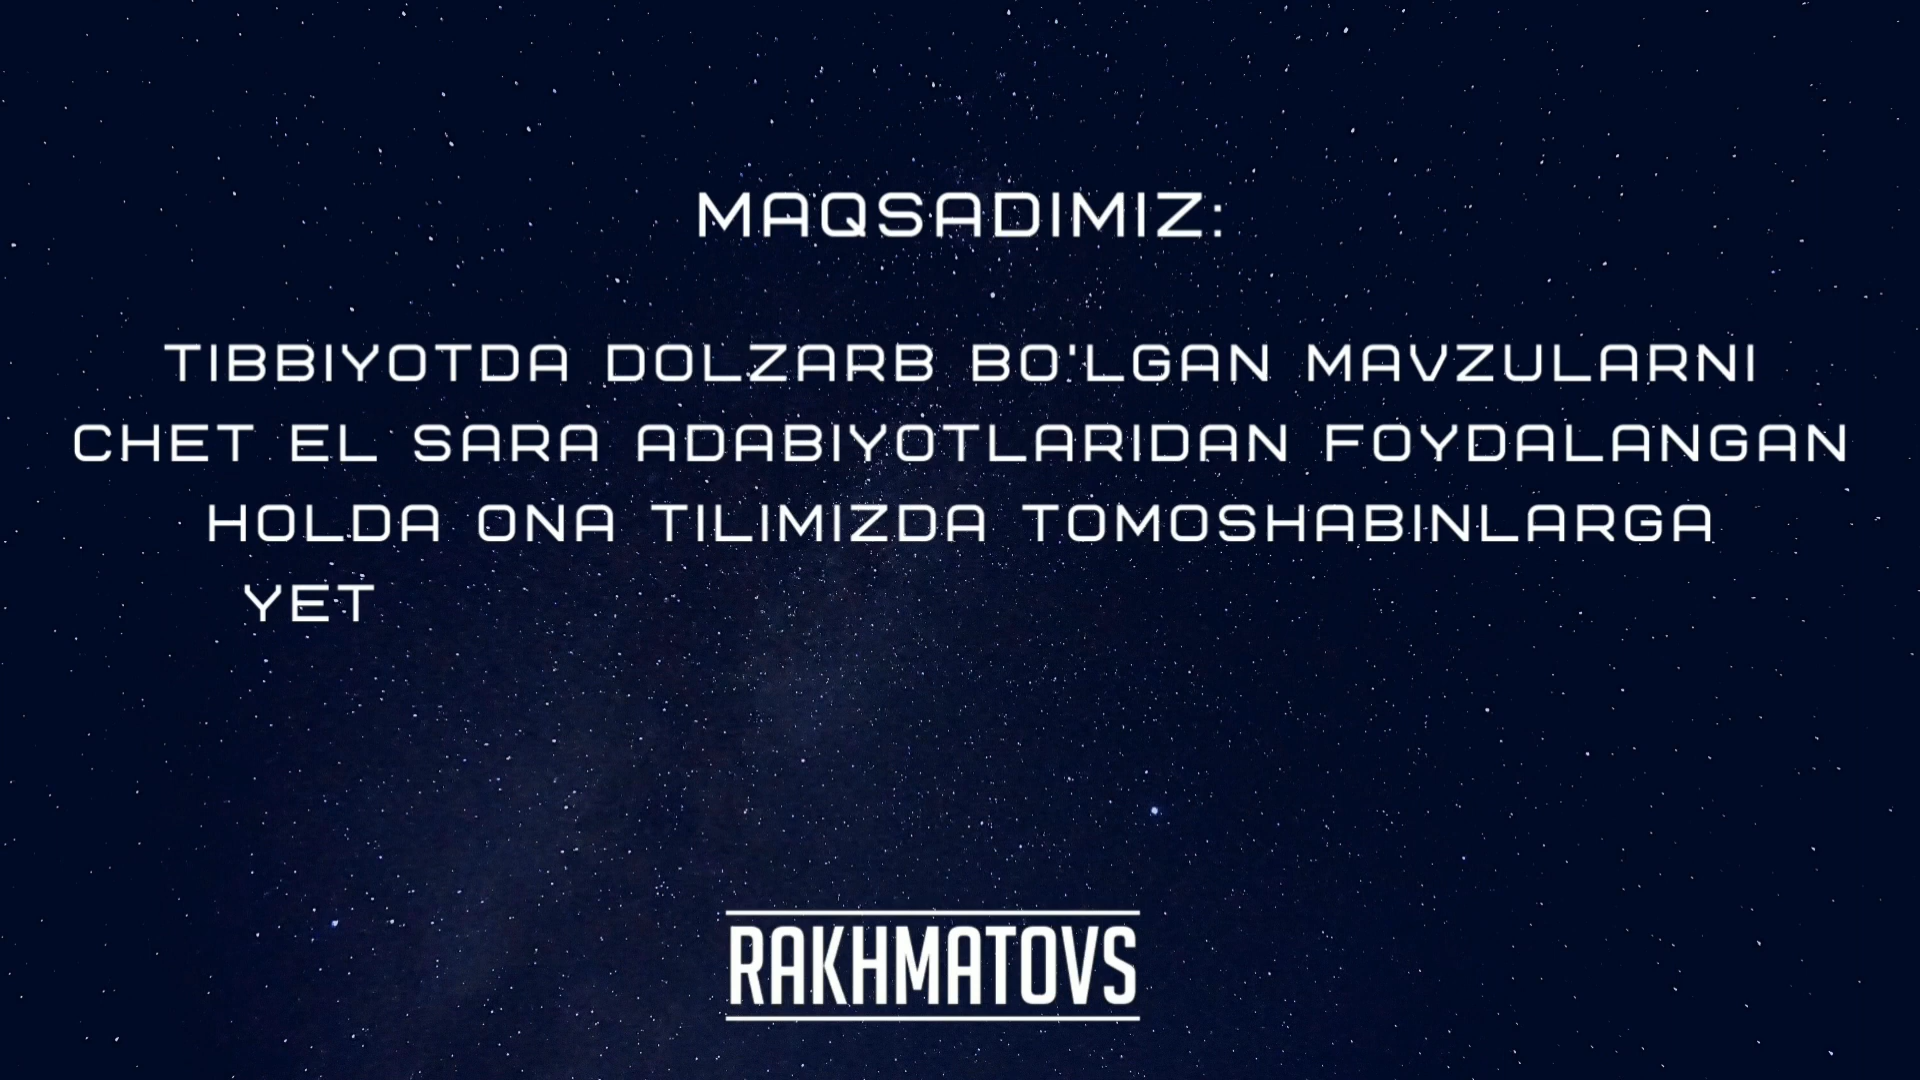 MAQSADIMIZ:
TIBBIYOTDA DOLZARB BO'LGAN MAVZULARNI
CHET EL SARA ADABIYOTLARIDAN FOYDALANGAN
HOLDA ONA TILIMIZDA TOMOSHABINLARGA
YET
RAKHMATOVS